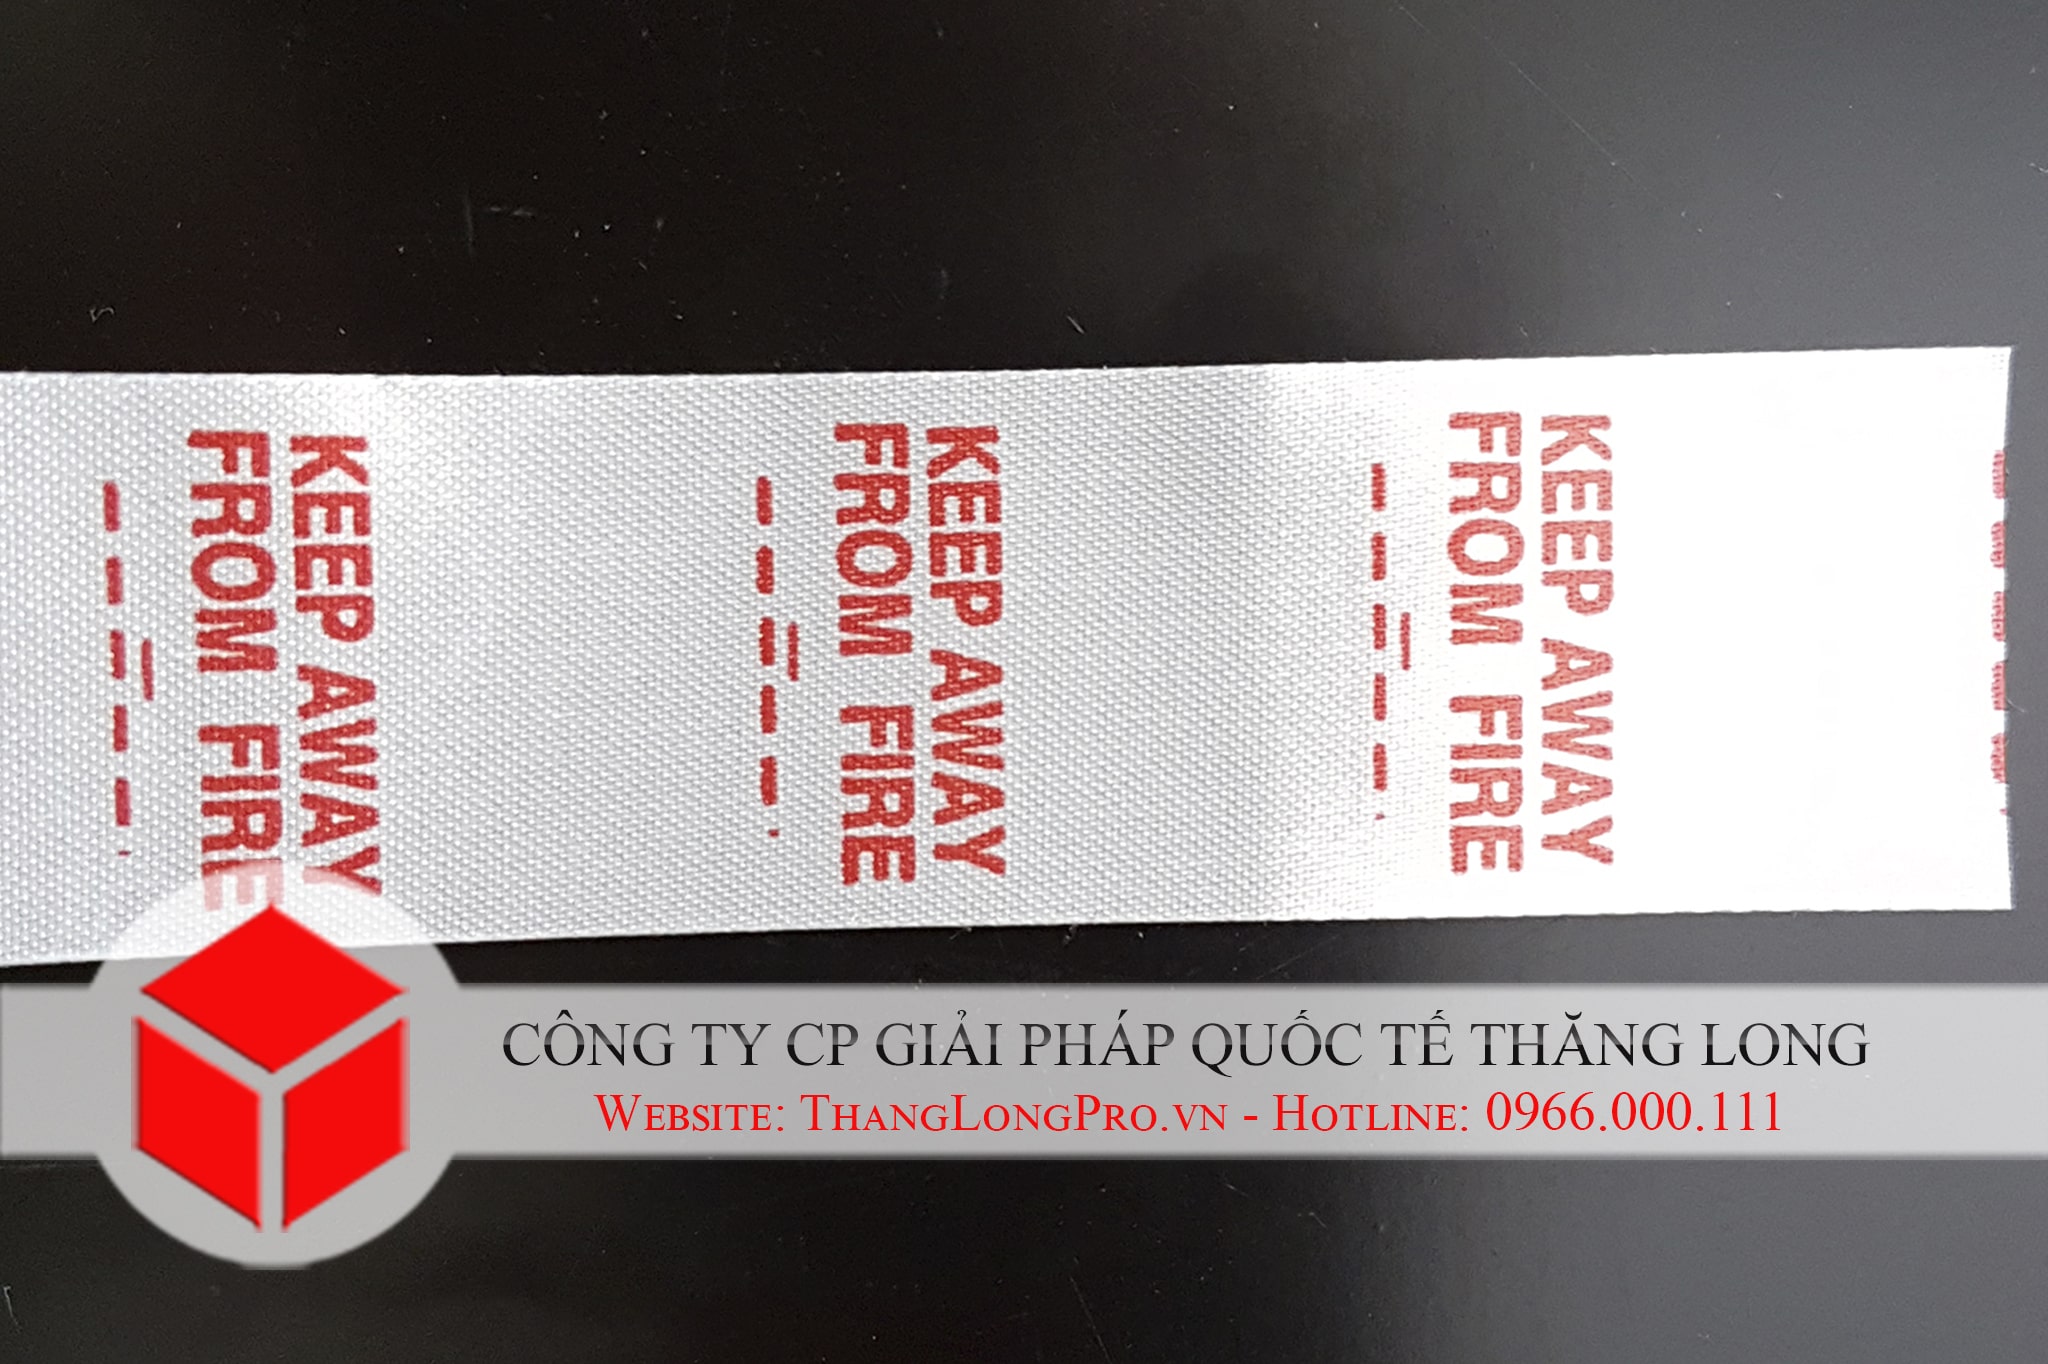 KEEP AWAY
FROM FIRE
KEEP AWAY
FROM FIRE
KEEP AWAY
FROM FIRE
CÔNG TY CP GIẢI PHÁP QUỐC TẾ THĂNG LONG
WEBSITE: THANGLONGPRO.VN - HOTLINE: 0966.000.111